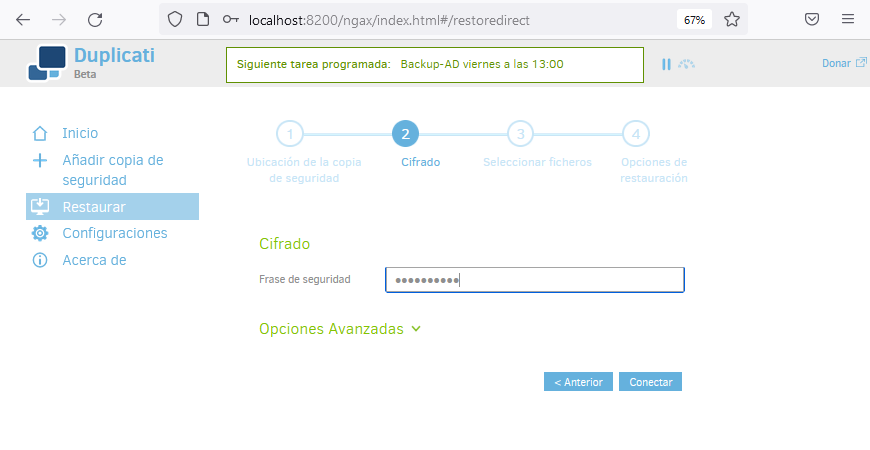 localhost:8200/ngax/index.html#/restoredirect
67%
Duplicati
Beta
Siguiente tarea programada: Backup-AD viernes a las 13:00
Donar
Inicio
Añadir copia de
seguridad
Restaurar
Configuraciones
Acerca de
1
2
3
4
Ubicación de la copia
de seguridad
Cifrado
Seleccionar ficheros
Opciones de
restauración
Cifrado
Frase de seguridad
••••••••••
Opciones Avanzadas
< Anterior
Conectar